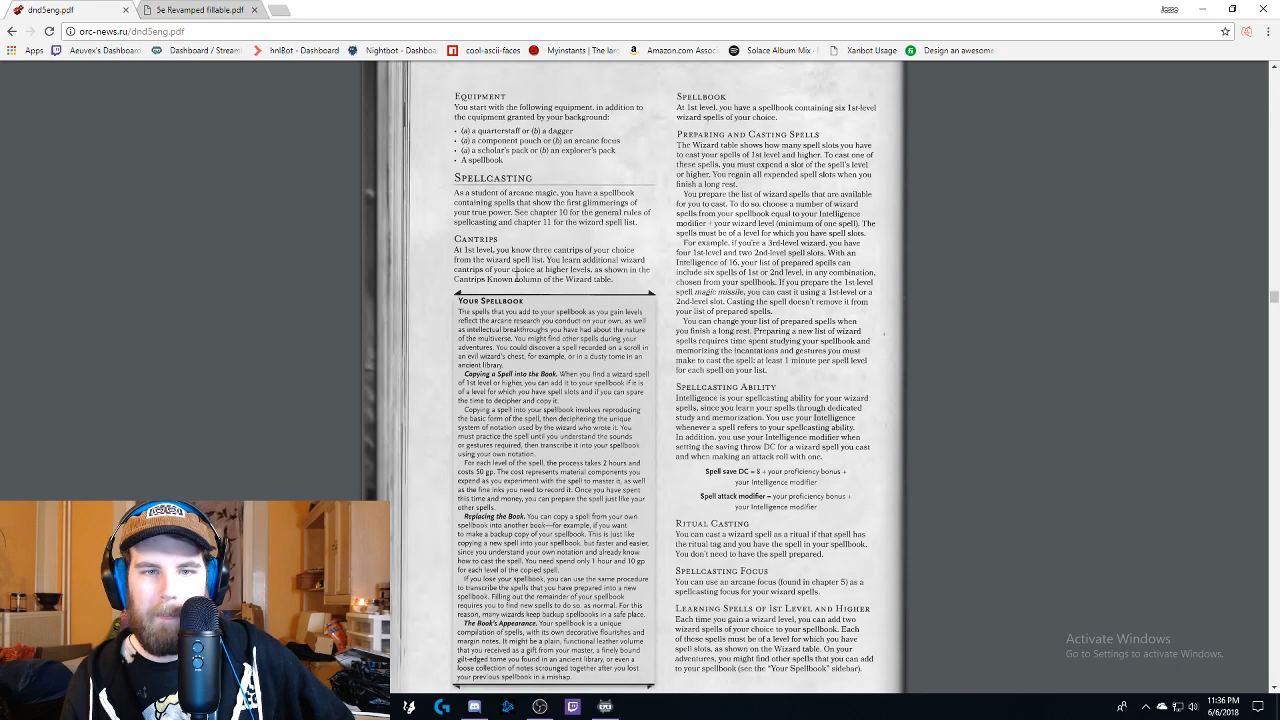 dnd5eng.pdf
5e Revamped fillable.pdf
orc-news.ru/dnd5eng.pdf
Apps
Aeuvex's Dashboard
Dashboard / Stream
hniBot - Dashboard
Nightbot - Dashboa
cool-ascii-faces
Myinstants | The larg
Amazon.com Assoc
Solace Album Mix -
Xanbot Usage
Design an awesome
EQUIPMENT
You start with the following equipment, in addition to
the equipment granted by your background:
• (a) a quarterstaff or (b) a dagger
• (a) a component pouch or (b) an arcane focus
• (a) a scholar's pack or (b) an explorer's pack
• A spellbook
SPELLCASTING
As a student of arcane magic, you have a spellbook
containing spells that show the first glimmerings of
your true power. See chapter 10 for the general rules of
spellcasting and chapter 11 for the wizard spell list.
CANTRIPS
At 1st level, you know three cantrips of your choice
from the wizard spell list. You learn additional wizard
cantrips of your choice at higher levels, as shown in the
Cantrips Known column of the Wizard table.
YOUR SPELLBOOK
The spells that you add to your spellbook as you gain levels
reflect the arcane research you conduct on your own, as well
as intellectual breakthroughs you have had about the nature
of the multiverse. You might find other spells during your
adventures. You could discover a spell recorded on a scroll in
an evil wizard's chest, for example, or in a dusty tome in an
ancient library.
Copying a Spell into the Book. When you find a wizard spell
of 1st level or higher, you can add it to your spellbook if it is
of a level for which you have spell slots and if you can spare
the time to decipher and copy it.
Copying a spell into your spellbook involves reproducing
the basic form of the spell, then deciphering the unique
system of notation used by the wizard who wrote it. You
must practice the spell until you understand the sounds
or gestures required, then transcribe it into your spellbook
using your own notation.
For each level of the spell, the process takes 2 hours and
costs 50 gp. The cost represents material components you
expend as you experiment with the spell to master it, as well
as the fine inks you need to record it. Once you have spent
this time and money, you can prepare the spell just like your
other spells.
Replacing the Book. You can copy a spell from your own
spellbook into another book—for example, if you want
to make a backup copy of your spellbook. This is just like
copying a new spell into your spellbook, but faster and easier,
since you understand your own notation and already know
how to cast the spell. You need spend only 1 hour and 10 gp
for each level of the copied spell.
If you lose your spellbook, you can use the same procedure
to transcribe the spells that you have prepared into a new
spellbook. Filling out the remainder of your spellbook
requires you to find new spells to do so, as normal. For this
reason, many wizards keep backup spellbooks in a safe place.
The Book's Appearance. Your spellbook is a unique
compilation of spells, with its own decorative flourishes and
margin notes. It might be a plain, functional leather volume
that you received as a gift from your master, a finely bound
gilt-edged tome you found in an ancient library, or even a
loose collection of notes scrounged together after you lost
your previous spellbook in a mishap.
SPELLBOOK
At 1st level, you have a spellbook containing six 1st-level
wizard spells of your choice.
PREPARING AND CASTING SPELLS
The Wizard table shows how many spell slots you have
to cast your spells of 1st level and higher. To cast one of
these spells, you must expend a slot of the spell's level
or higher. You regain all expended spell slots when you
finish a long rest.
You prepare the list of wizard spells that are available
for you to cast. To do so, choose a number of wizard
spells from your spellbook equal to your Intelligence
modifier + your wizard level (minimum of one spell). The
spells must be of a level for which you have spell slots.
For example, if you're a 3rd-level wizard, you have
four 1st-level and two 2nd-level spell slots. With an
Intelligence of 16, your list of prepared spells can
include six spells of 1st or 2nd level, in any combination,
chosen from your spellbook. If you prepare the 1st-level
spell magic missile, you can cast it using a 1st-level or a
2nd-level slot. Casting the spell doesn't remove it from
your list of prepared spells.
You can change your list of prepared spells when
you finish a long rest. Preparing a new list of wizard
spells requires time spent studying your spellbook and
memorizing the incantations and gestures you must
make to cast the spell: at least 1 minute per spell level
for each spell on your list.
SPELLCASTING ABILITY
Intelligence is your spellcasting ability for your wizard
spells, since you learn your spells through dedicated
study and memorization. You use your Intelligence
whenever a spell refers to your spellcasting ability.
In addition, you use your Intelligence modifier when
setting the saving throw DC for a wizard spell you cast
and when making an attack roll with one.
Spell save DC = 8 + your proficiency bonus +
your Intelligence modifier
Spell attack modifier = your proficiency bonus +
your Intelligence modifier
RITUAL CASTING
You can cast a wizard spell as a ritual if that spell has
the ritual tag and you have the spell in your spellbook.
You don't need to have the spell prepared.
SPELLCASTING FOCUS
You can use an arcane focus (found in chapter 5) as a
spellcasting focus for your wizard spells.
LEARNING SPELLS OF 1ST LEVEL AND HIGHER
Each time you gain a wizard level, you can add two
wizard spells of your choice to your spellbook. Each
of these spells must be of a level for which you have
spell slots, as shown on the Wizard table. On your
adventures, you might find other spells that you can add
to your spellbook (see the "Your Spellbook" sidebar).
Activate Windows
Go to Settings to activate Windows.
11:36 PM
6/6/2018